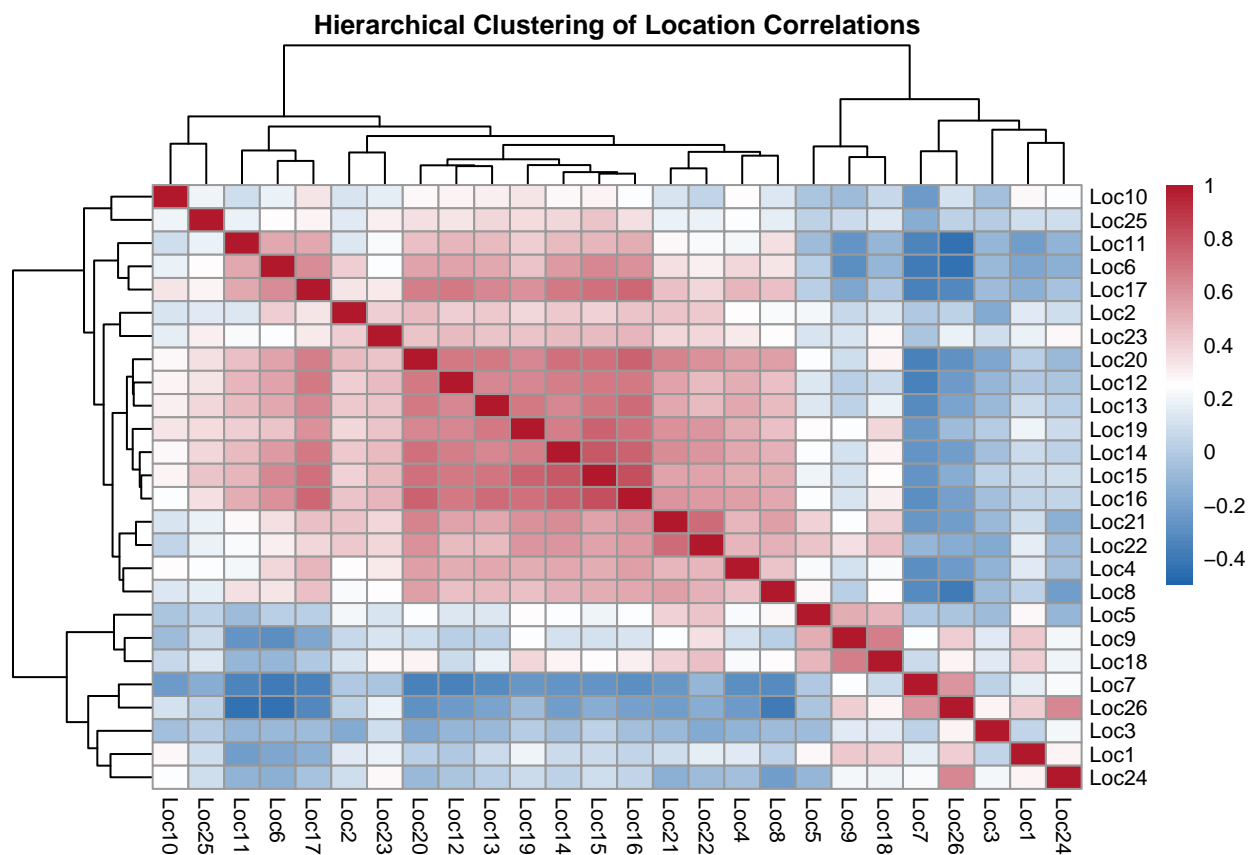 Hierarchical Clustering of Location Correlations
Loc10
Loc25
Loc11
Loc6
Loc17
Loc2
Loc23
Loc20
Loc12
Loc13
Loc19
Loc14
Loc15
Loc16
Loc21
Loc22
Loc4
Loc8
Loc5
Loc9
Loc18
Loc7
Loc26
Loc3
Loc1
Loc24
1
0.8
0.6
0.4
0.2
0
−0.2
−0.4
Loc10
Loc25
Loc11
Loc6
Loc17
Loc2
Loc23
Loc20
Loc12
Loc13
Loc19
Loc14
Loc15
Loc16
Loc21
Loc22
Loc4
Loc8
Loc5
Loc9
Loc18
Loc7
Loc26
Loc3
Loc1
Loc24